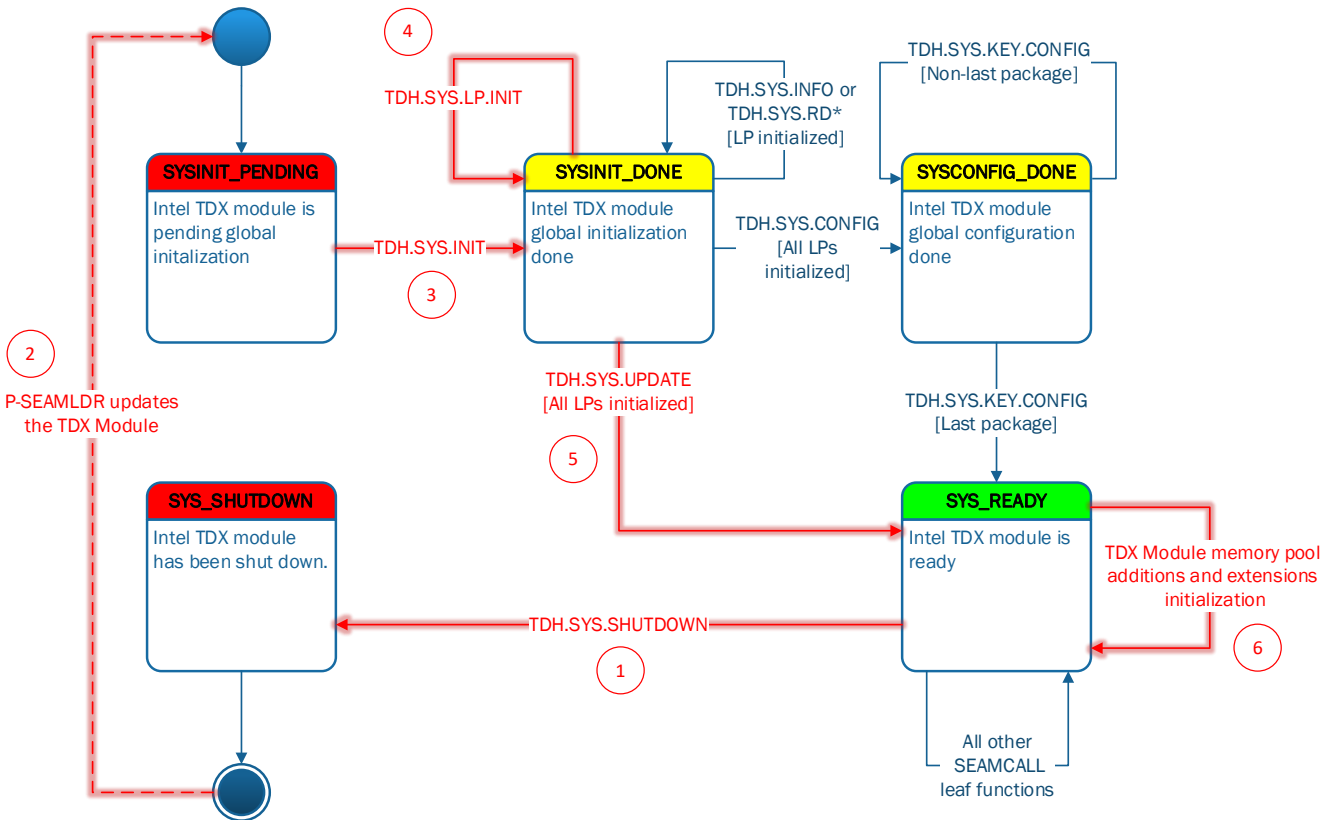 4
TDH.SYS.LP.INIT
TDH.SYS.INFO or
TDH.SYS.RD*
[LP initialized]
TDH.SYS.KEY.CONFIG
[Non-last package]
SYSINIT_PENDING
Intel TDX module is
pending global
initalization
TDH.SYS.INIT
3
SYSINIT_DONE
Intel TDX module
global initialization
done
TDH.SYS.CONFIG
[All LPs
initialized]
SYSCONFIG_DONE
Intel TDX module
global configuration
done
2
P-SEAMLDR updates
the TDX Module
TDH.SYS.UPDATE
[All LPs initialized]
5
TDH.SYS.KEY.CONFIG
[Last package]
SYS_SHUTDOWN
Intel TDX module
has been shut down.
SYS_READY
Intel TDX module is
ready
TDX Module memory pool
additions and extensions
initialization
6
TDH.SYS.SHUTDOWN
1
All other
SEAMCALL
leaf functions